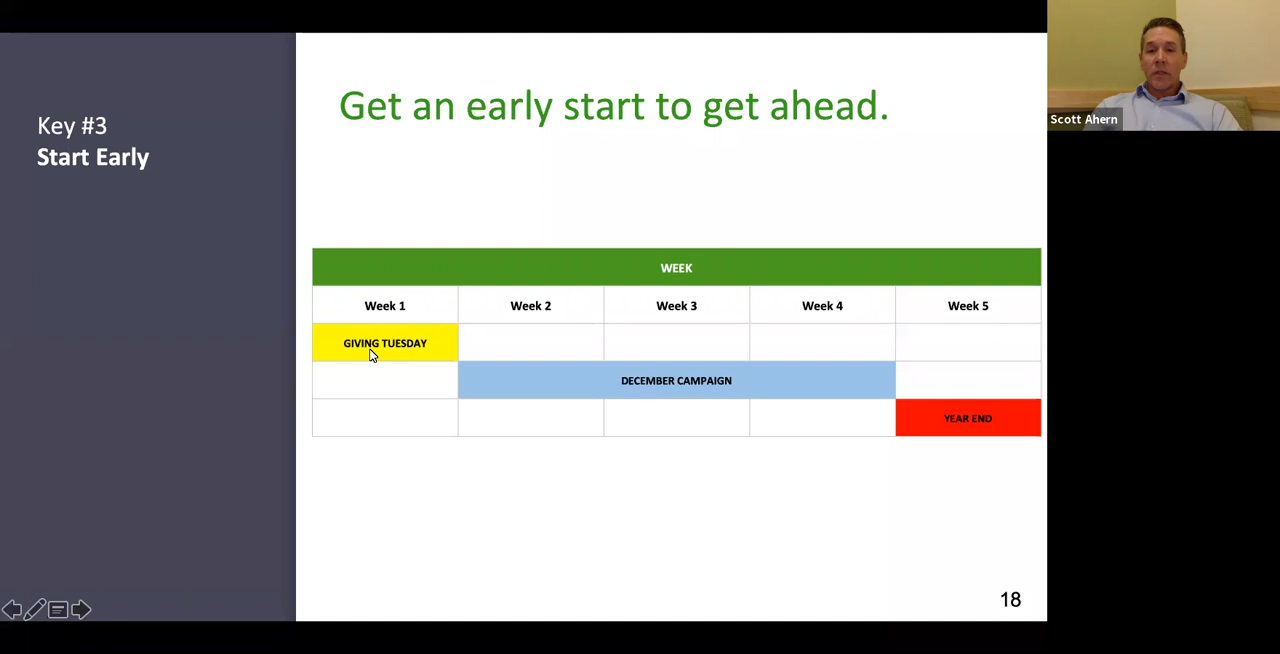 Key #3
Start Early
Get an early start to get ahead.
WEEK
Week 1 Week 2 Week 3 Week 4 Week 5
GIVING TUESDAY
DECEMBER CAMPAIGN
YEAR END
18
Scott Ahern